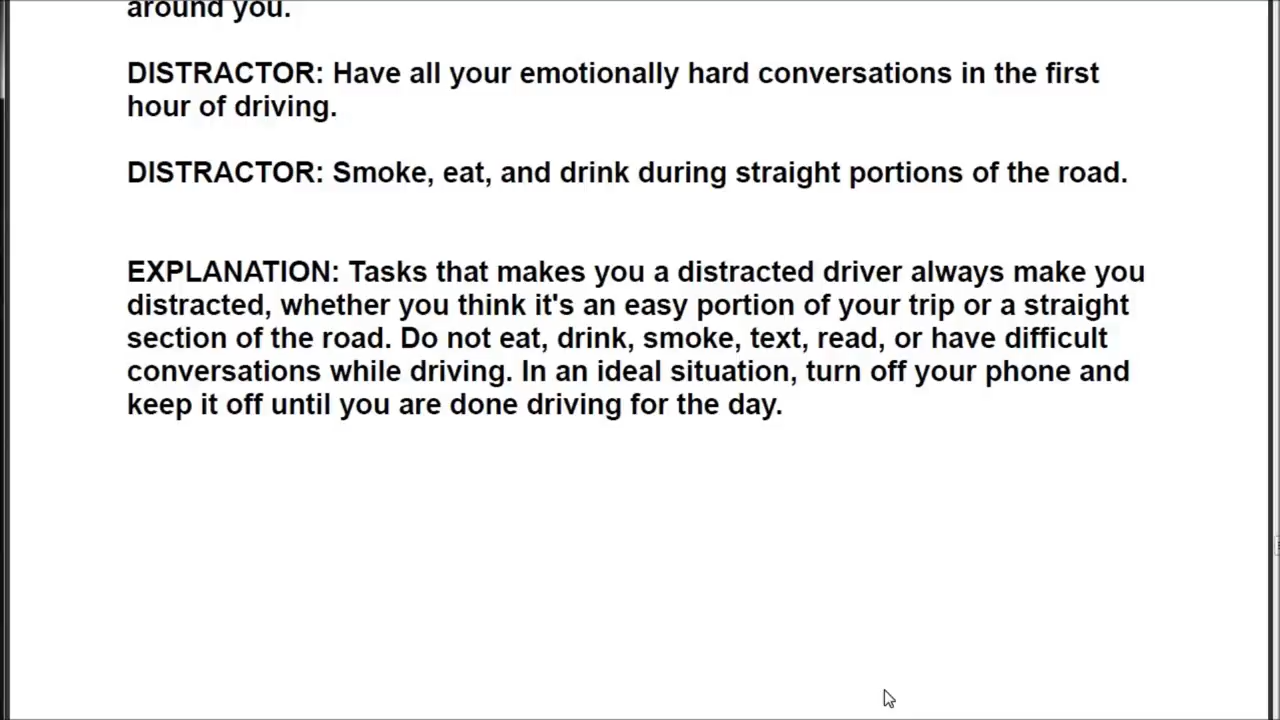 around you.
DISTRACTOR: Have all your emotionally hard conversations in the first
hour of driving.
DISTRACTOR: Smoke, eat, and drink during straight portions of the road.
EXPLANATION: Tasks that makes you a distracted driver always make you
distracted, whether you think it's an easy portion of your trip or a straight
section of the road. Do not eat, drink, smoke, text, read, or have difficult
conversations while driving. In an ideal situation, turn off your phone and
keep it off until you are done driving for the day.